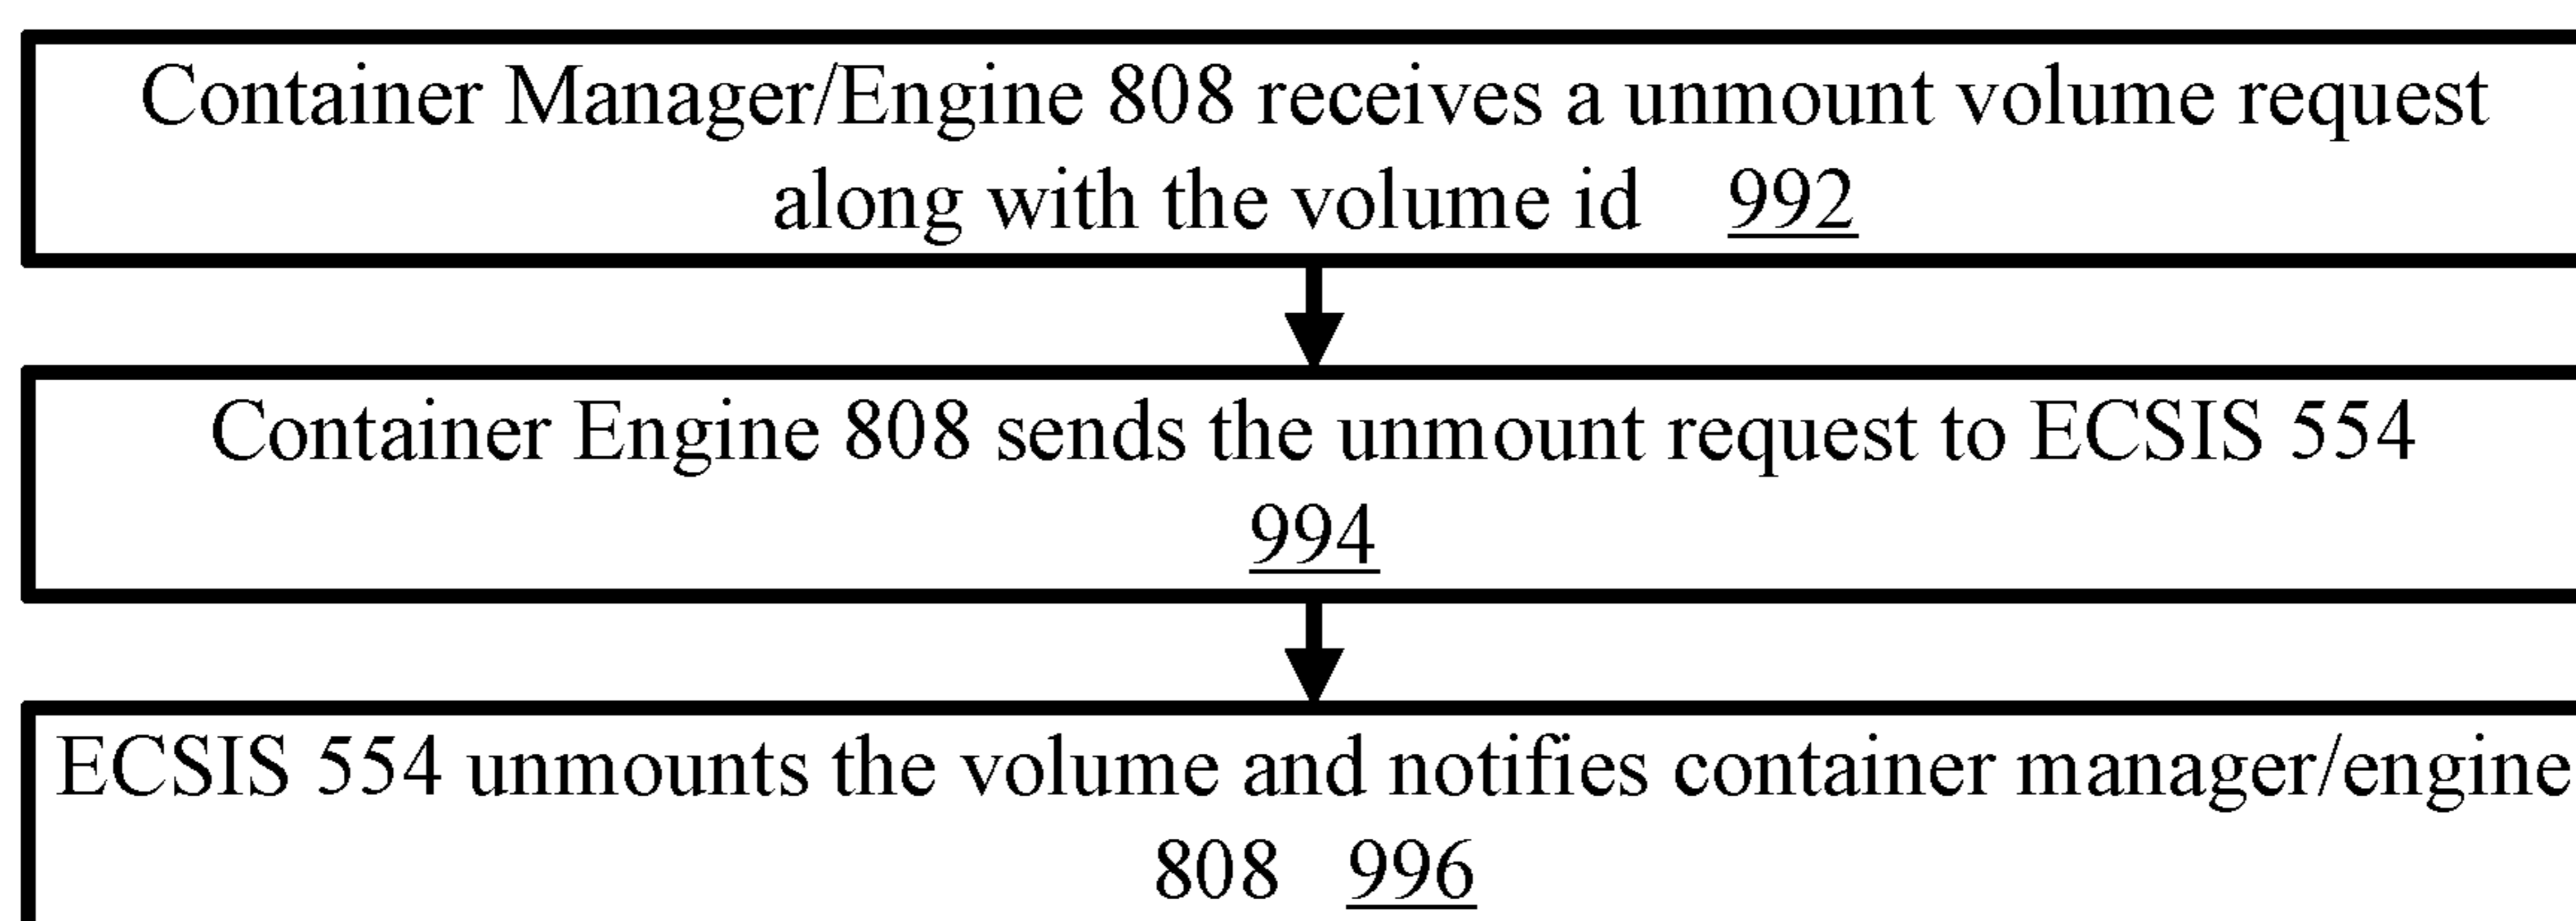 Container Manager/Engine 808 receives a unmount volume request
along with the volume id 992
Container Engine 808 sends the unmount request to ECSIS 554
994
ECSIS 554 unmounts the volume and notifies container manager/engine
808 996